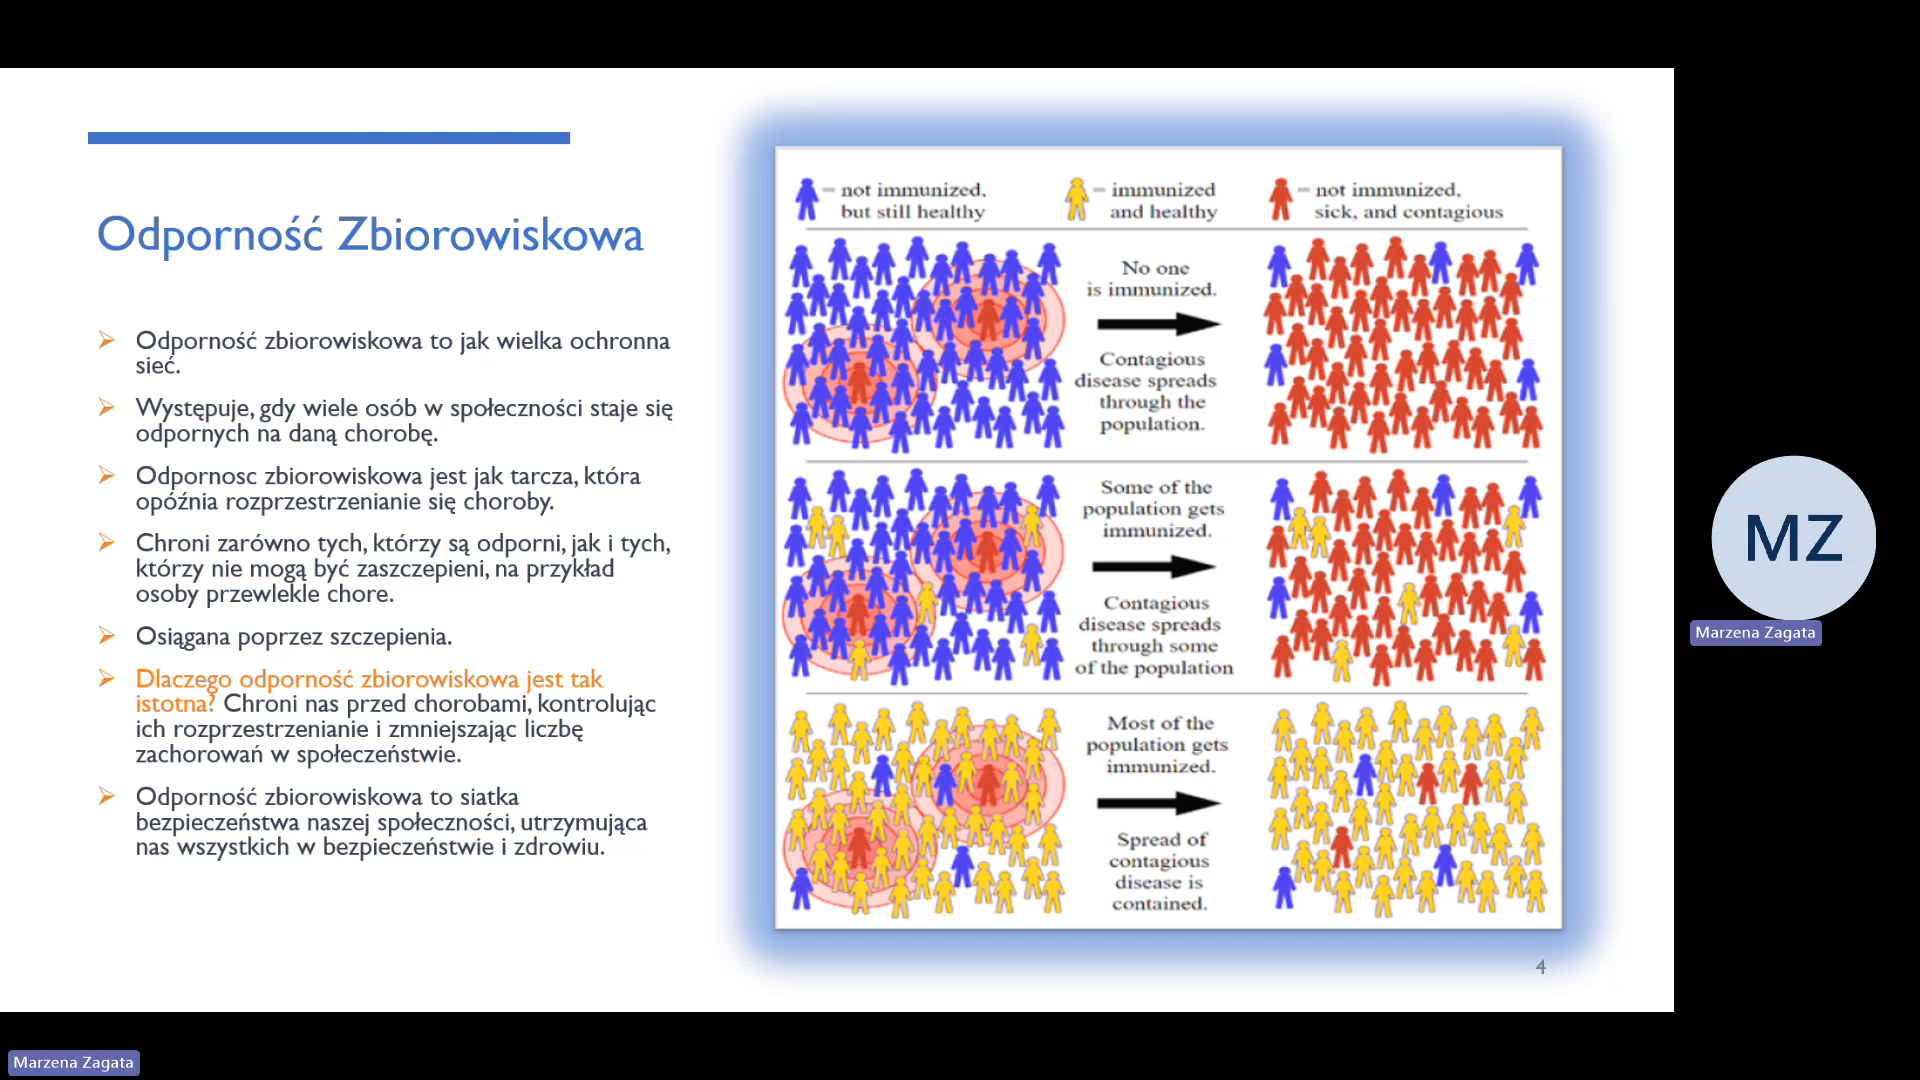 Odporność Zbiorowiskowa
Odporność zbiorowiskowa to jak wielka ochronna
sieć.
Występuje, gdy wiele osób w społeczności staje się
odpornych na daną chorobę.
Odpornosc zbiorowiskowa jest jak tarcza, która
opóźnia rozprzestrzenianie się choroby.
Chroni zarówno tych, którzy są odporni, jak i tych,
którzy nie mogą być zaszczepieni, na przykład
osoby przewlekle chore.
Osiągana poprzez szczepienia.
Dlaczego odporność zbiorowiskowa jest tak
istotna? Chroni nas przed chorobami, kontrolując
ich rozprzestrzenianie i zmniejszając liczbę
zachorowań w społeczeństwie.
Odporność zbiorowiskowa to siatka
bezpieczeństwa naszej społeczności, utrzymująca
nas wszystkich w bezpieczeństwie i zdrowiu.
= not immunized,
but still healthy
= immunized
and healthy
= not immunized,
sick, and contagious
No one
is immunized.
Contagious
disease spreads
through the
population.
Some of the
population gets
immunized.
Contagious
disease spreads
through some
of the population
Most of the
population gets
immunized.
Spread of
contagious
disease is
contained.
4
MZ
Marzena Zagata
Marzena Zagata